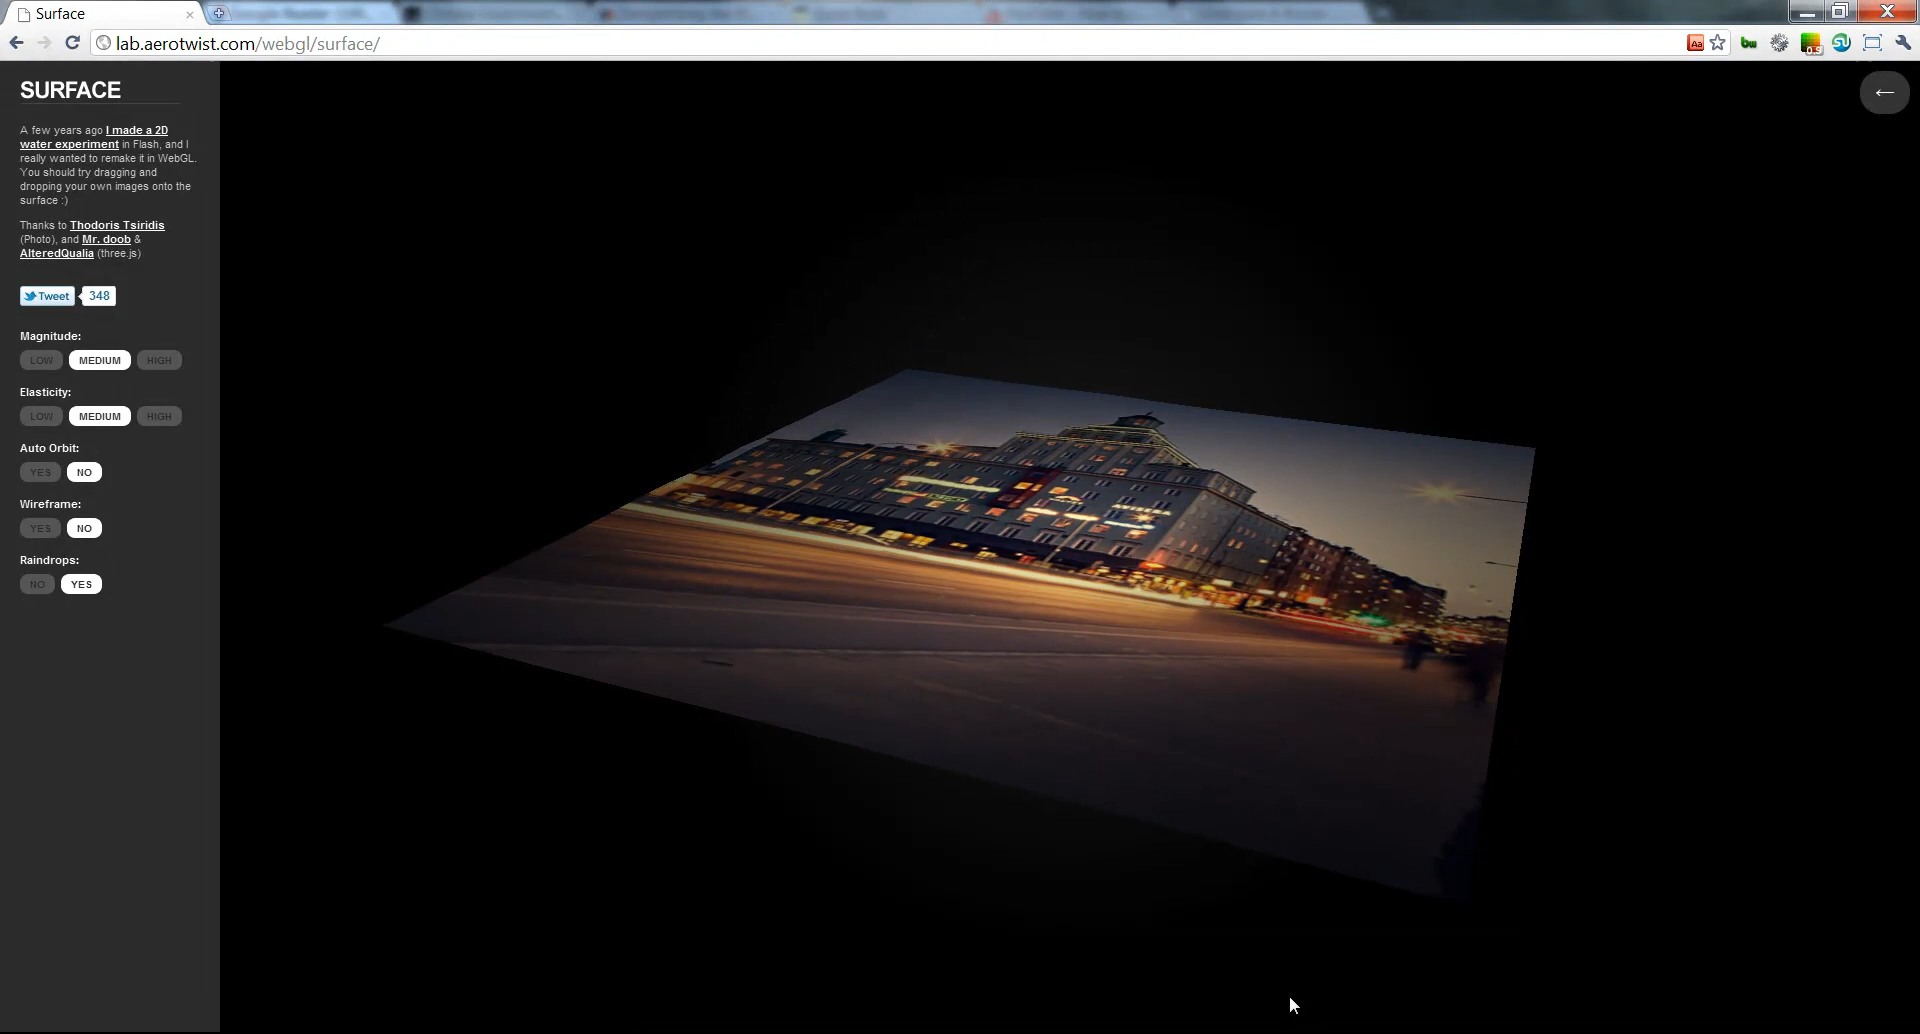 Surface
lab.aerotwist.com/webgl/surface/
SURFACE
A few years ago I made a 2D
water experiment in Flash, and I
really wanted to remake it in WebGL.
You should try dragging and
dropping your own images onto the
surface :)
Thanks to Thodoris Tsiridis
(Photo), and Mr. doob &
AlteredQualia (three.js)
Tweet 348
Magnitude:
LOW MEDIUM HIGH
Elasticity:
LOW MEDIUM HIGH
Auto Orbit:
YES NO
Wireframe:
YES NO
Raindrops:
NO YES